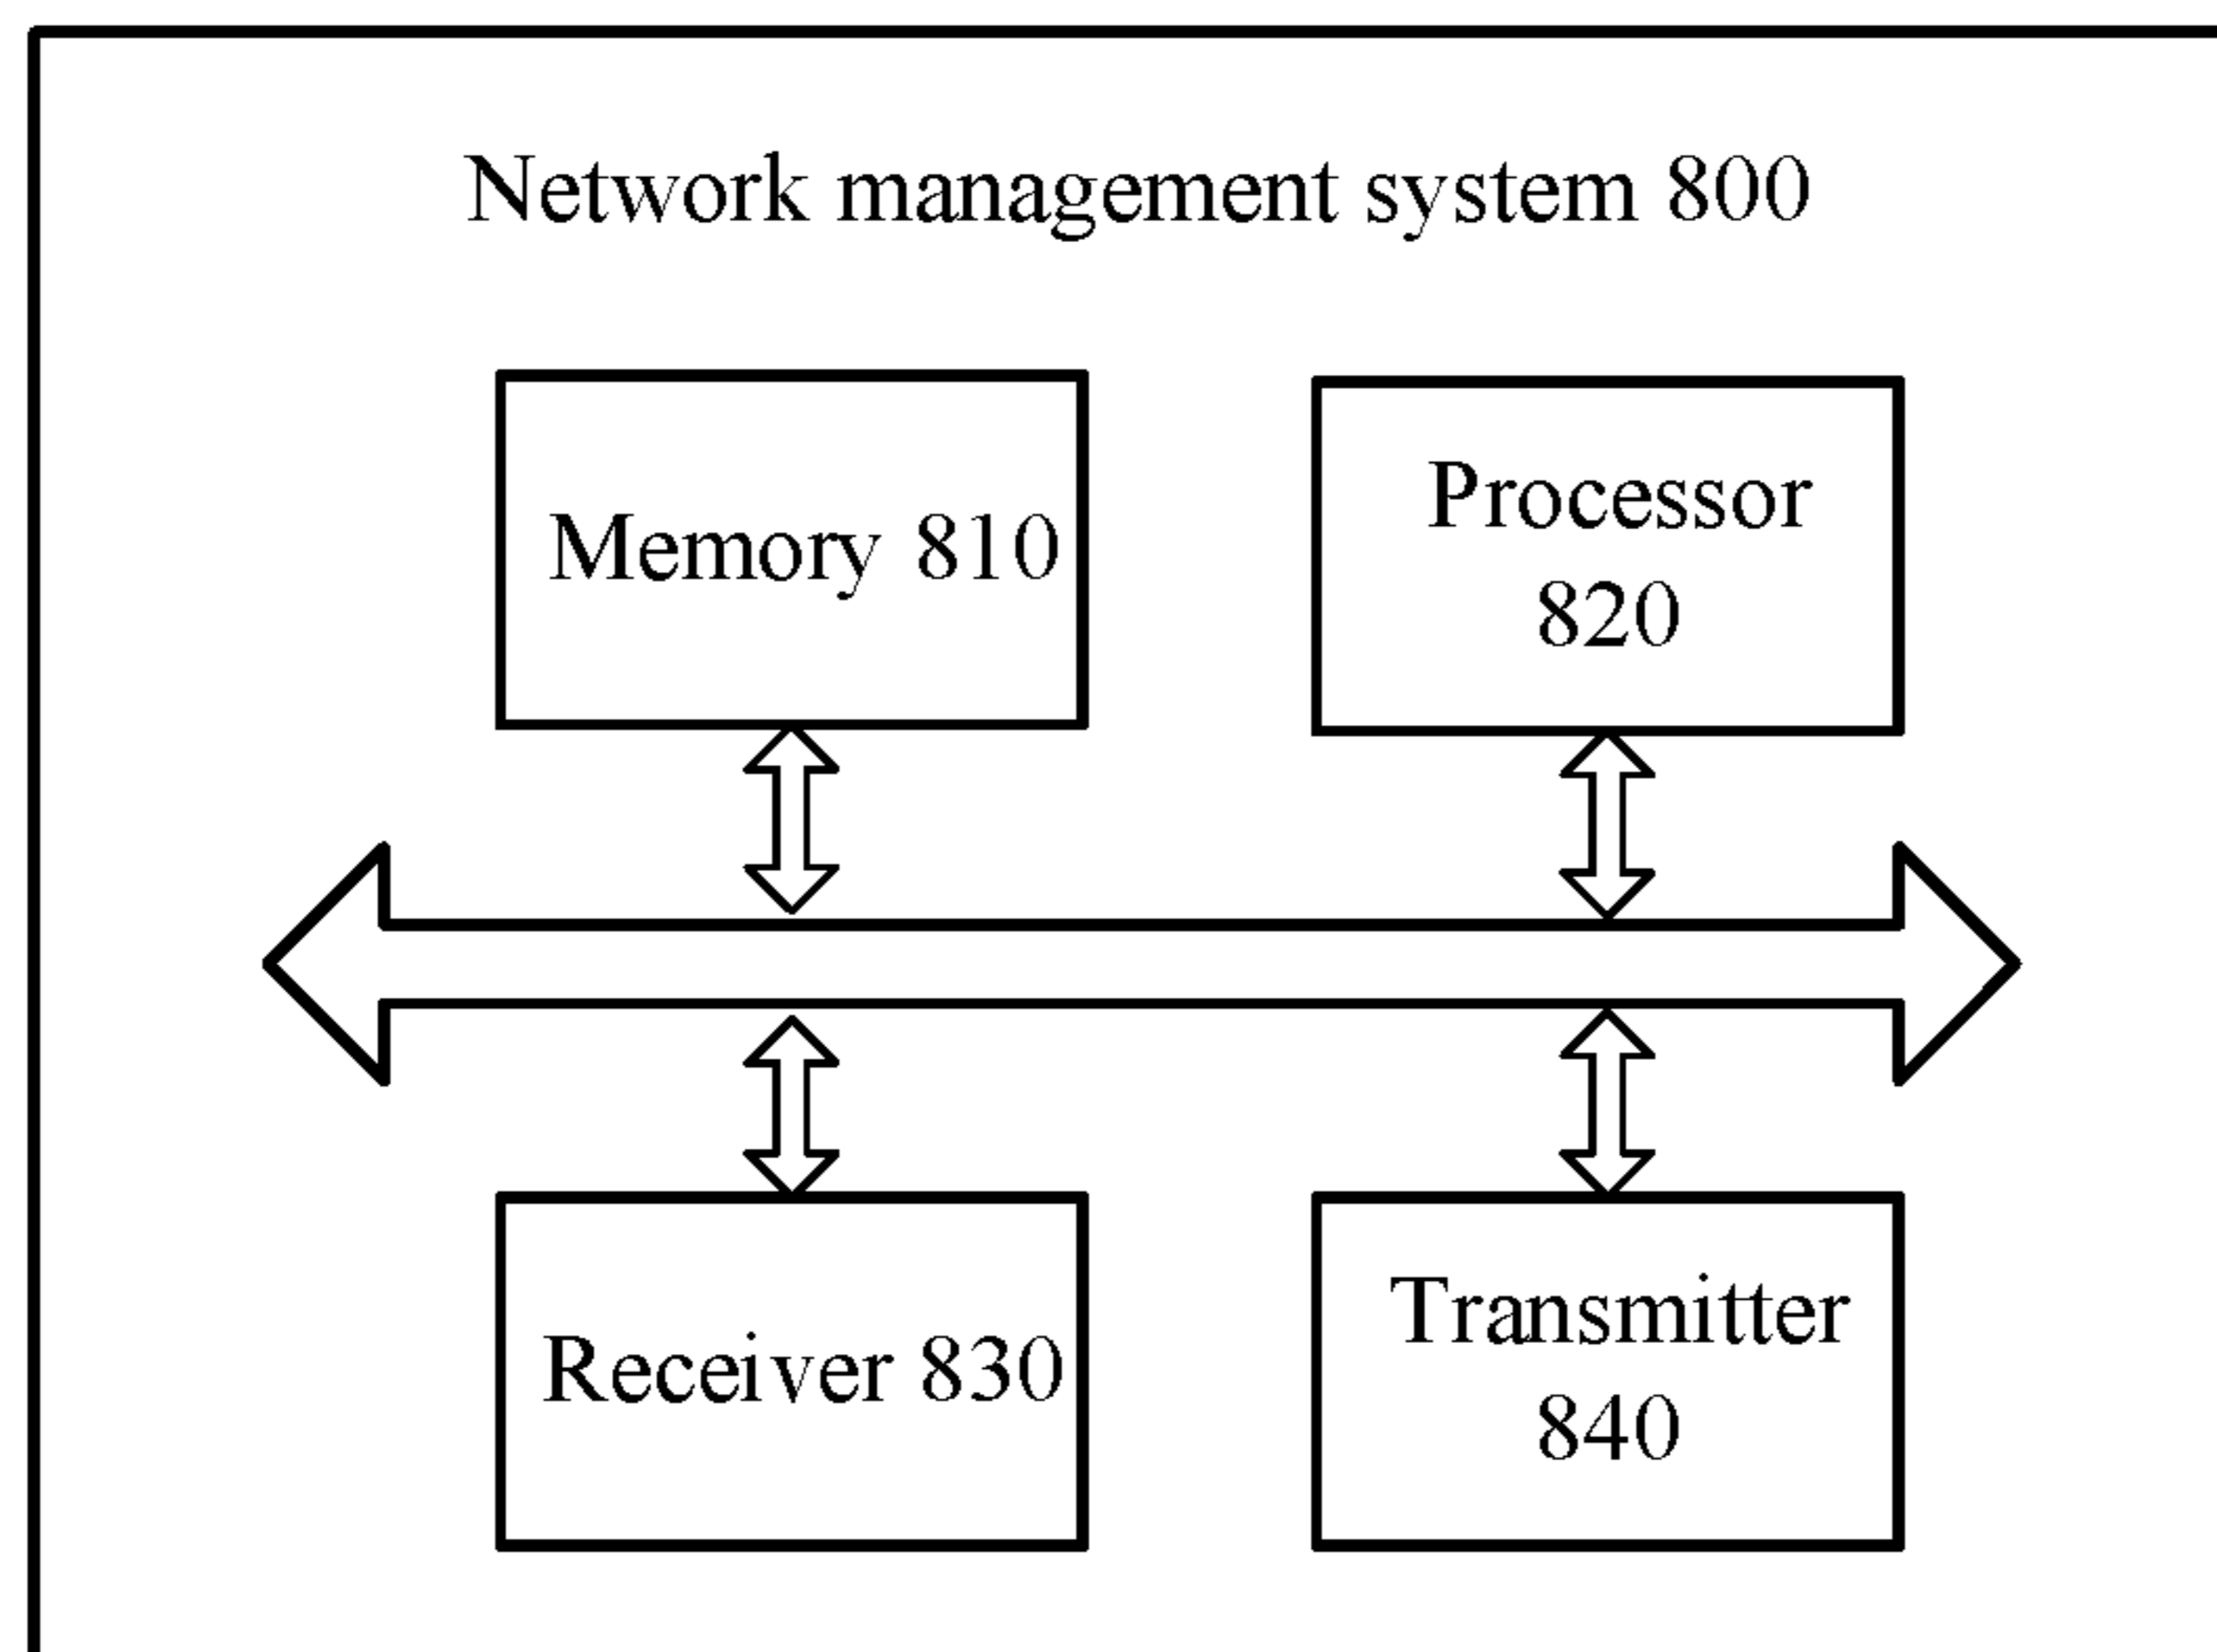 Network management system 800
Memory 810
Processor
820
Receiver 830
Transmitter
840